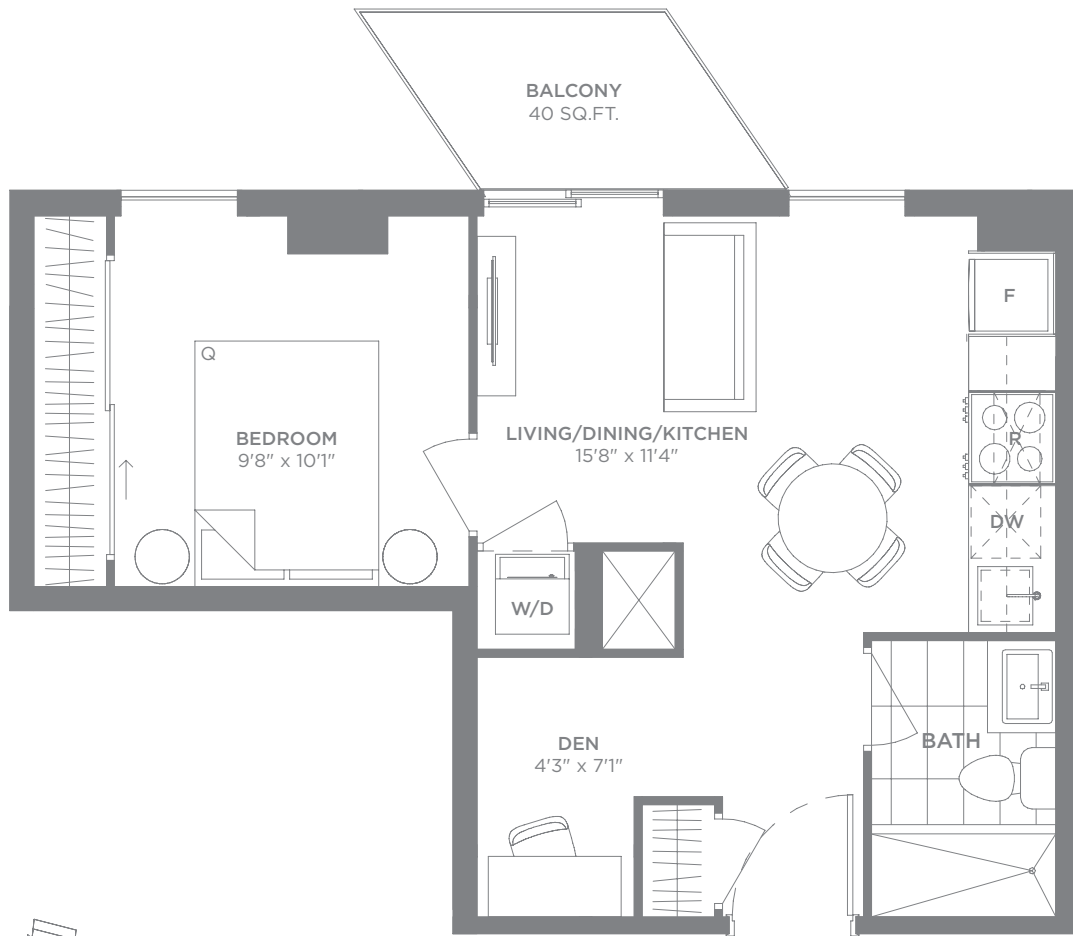 BALCONY
40 SQ.FT.
F
Q
BEDROOM
9'8" x 10'1"
LIVING/DINING/KITCHEN
15'8" x 11'4"
R
DW
W/D
DEN
4'3" x 7'1"
BATH